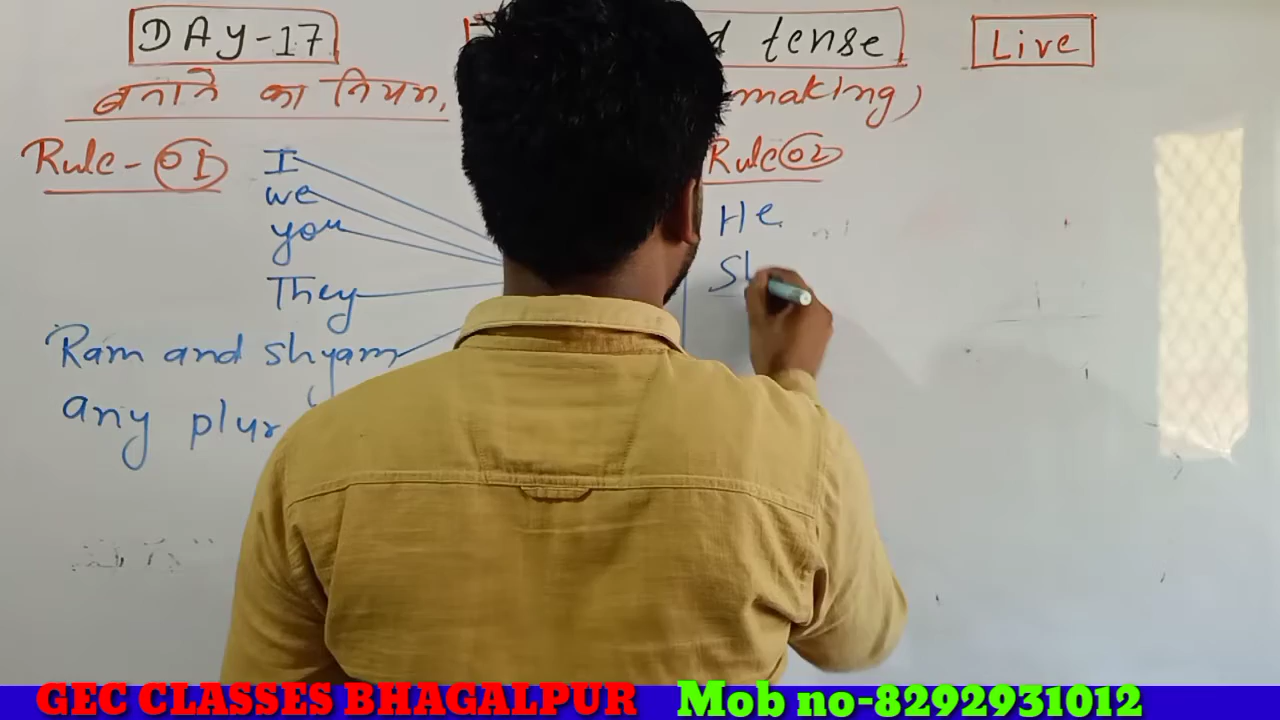 DAY-17
tense
Live
बनाने का नियम,
making)
Rule-01
I
we
you
They
Ram and shyam
any plur
Rule 02
He
Sh
GEC CLASSES BHAGALPUR Mob no-8292931012